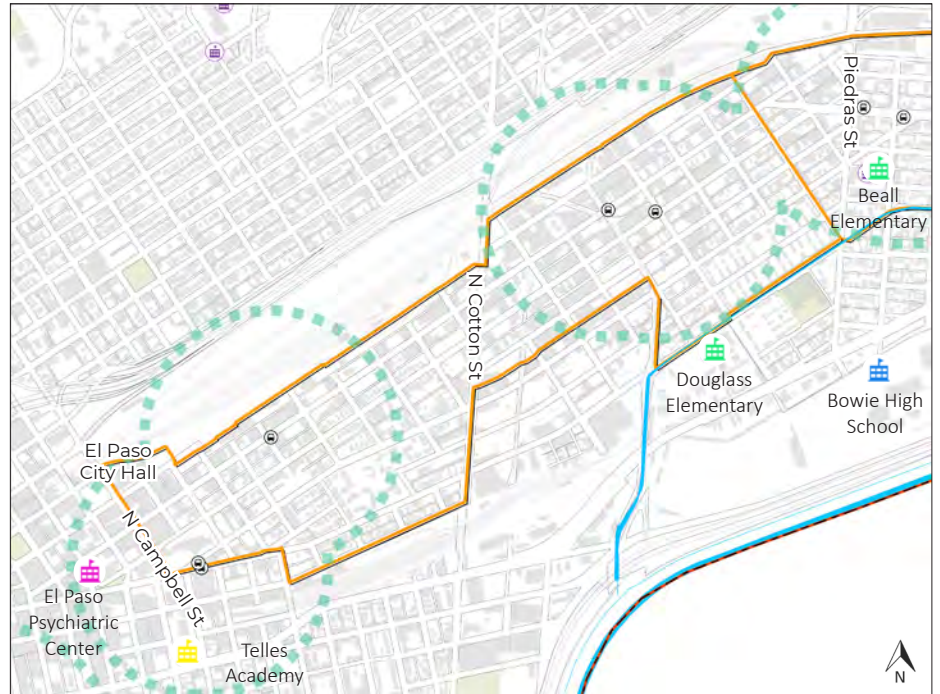 Piedras St
Beall
Elementary
N Cotton St
Douglass
Elementary
Bowie High
School
El Paso
City Hall
N Campbell St
El Paso
Psychiatric
Center
Telles
Academy
N